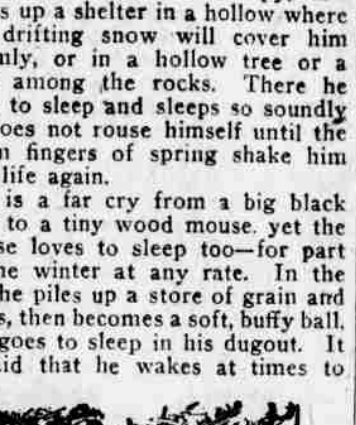 s up a shelter in a hollow where
drifting snow will cover him
nly, or in a hollow tree or a
among the rocks. There he
to sleep and sleeps so soundly
oes not rouse himself until the
n fingers of spring shake him
life again.
is a far cry from a big black
to a tiny wood mouse. yet the
se loves to sleep too—for part
he winter at any rate. In the
he piles up a store of grain and
s, then becomes a soft, buffy ball.
goes to sleep in his dugout. It
id that he wakes at times to